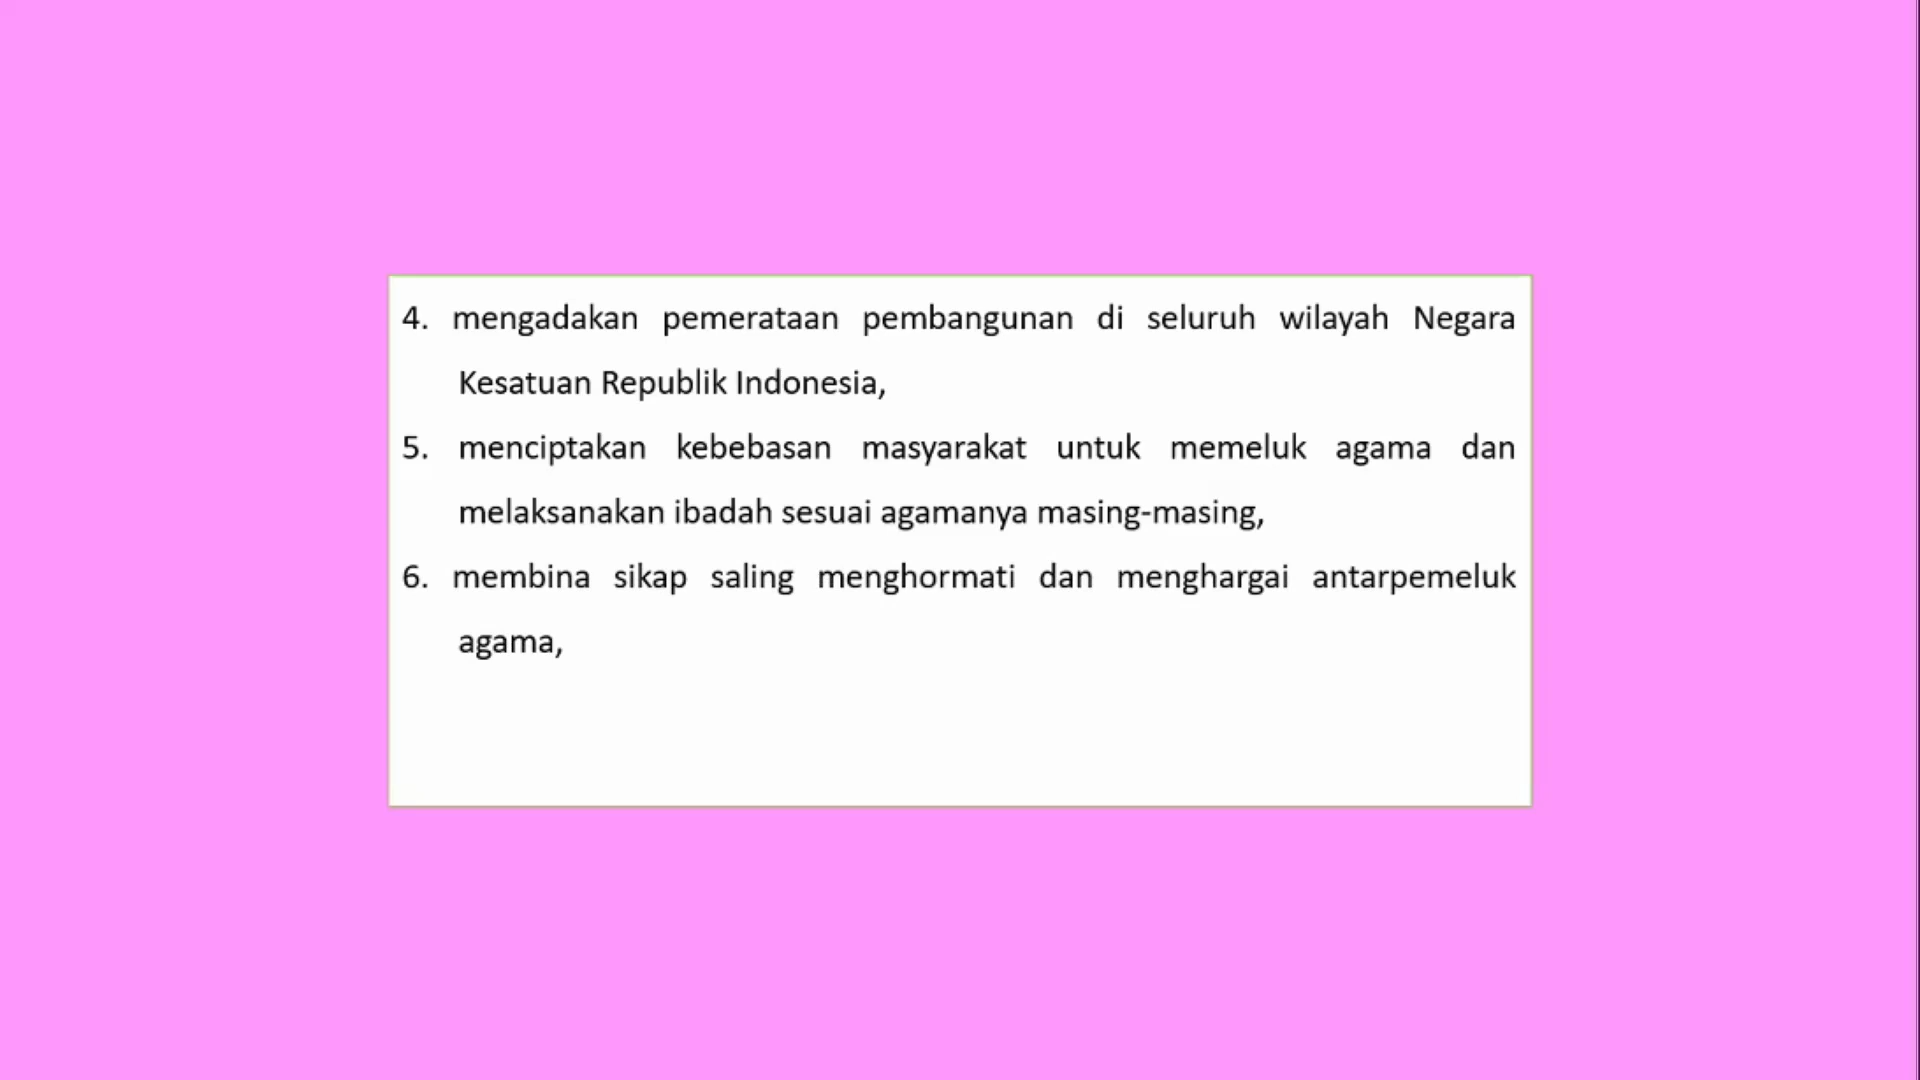 4. mengadakan pemerataan pembangunan di seluruh wilayah Negara
Kesatuan Republik Indonesia,
5. menciptakan kebebasan masyarakat untuk memeluk agama dan
melaksanakan ibadah sesuai agamanya masing-masing,
6. membina sikap saling menghormati dan menghargai antarpemeluk
agama,